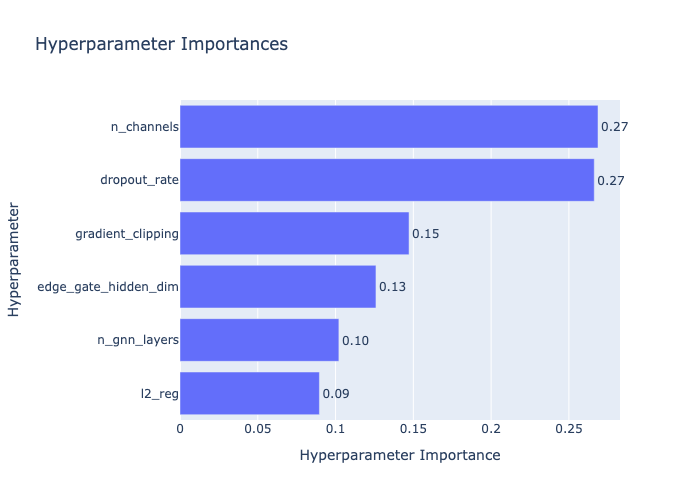 Hyperparameter Importances
Hyperparameter
n_channels 0.27
dropout_rate 0.27
gradient_clipping 0.15
edge_gate_hidden_dim 0.13
n_gnn_layers 0.10
l2_reg 0.09
0 0.05 0.1 0.15 0.2 0.25
Hyperparameter Importance